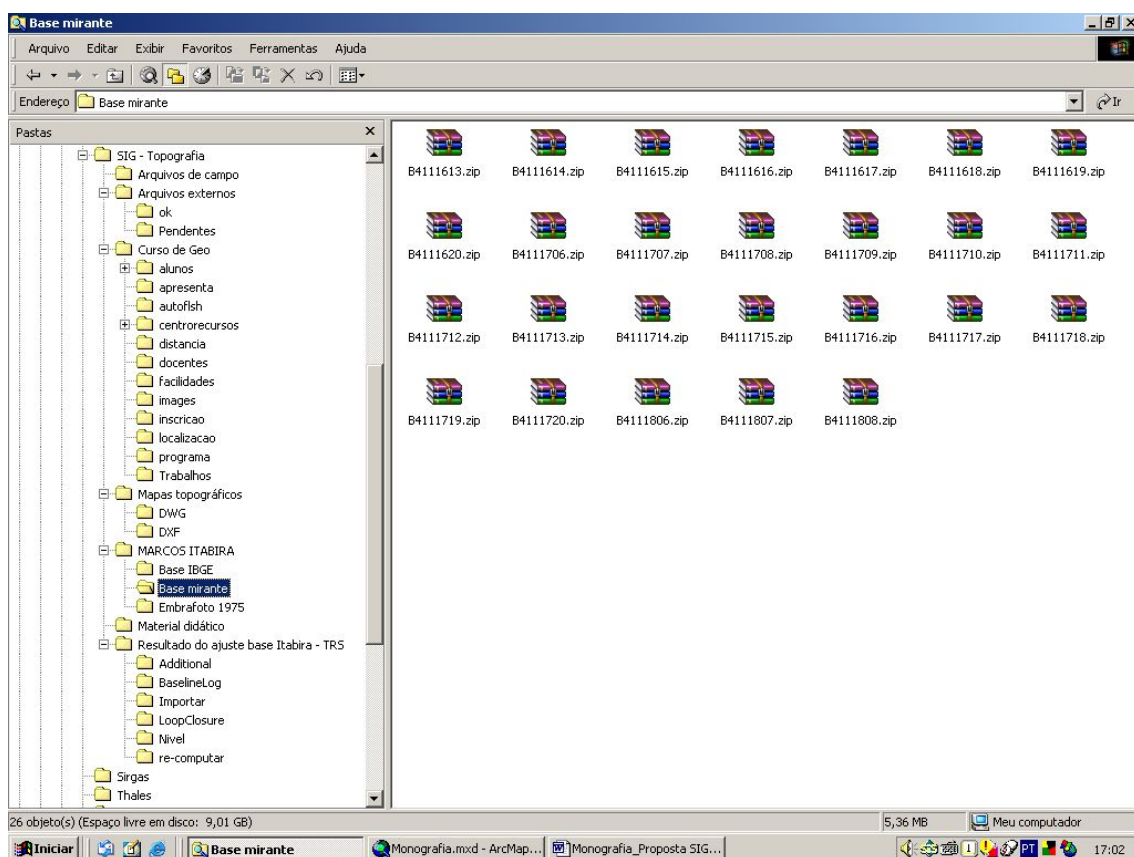 Base mirante
Arquivo Editar Exibir Favoritos Ferramentas Ajuda
Endereço Base mirante Ir
Pastas
SIG - Topografia
Arquivos de campo
Arquivos externos
ok
Pendentes
Curso de Geo
alunos
apresenta
autoflsh
centrorecursos
distancia
docentes
facilidades
images
inscricao
localizacao
programa
Trabalhos
Mapas topográficos
DWG
DXF
MARCOS ITABIRA
Base IBGE
Base mirante
Embrafoto 1975
Material didático
Resultado do ajuste base Itabira - TRS
Additional
BaselineLog
Importar
LoopClosure
Nivel
re-computar
Sirgas
Thales
B4111613.zip B4111614.zip B4111615.zip B4111616.zip B4111617.zip B4111618.zip B4111619.zip
B4111620.zip B4111706.zip B4111707.zip B4111708.zip B4111709.zip B4111710.zip B4111711.zip
B4111712.zip B4111713.zip B4111714.zip B4111715.zip B4111716.zip B4111717.zip B4111718.zip
B4111719.zip B4111720.zip B4111806.zip B4111807.zip B4111808.zip
26 objeto(s) (Espaço livre em disco: 9,01 GB) 5,36 MB Meu computador
Iniciar Base mirante Monografia.mxd - ArcMap... Monografia_Proposta SIG... PT 17:02